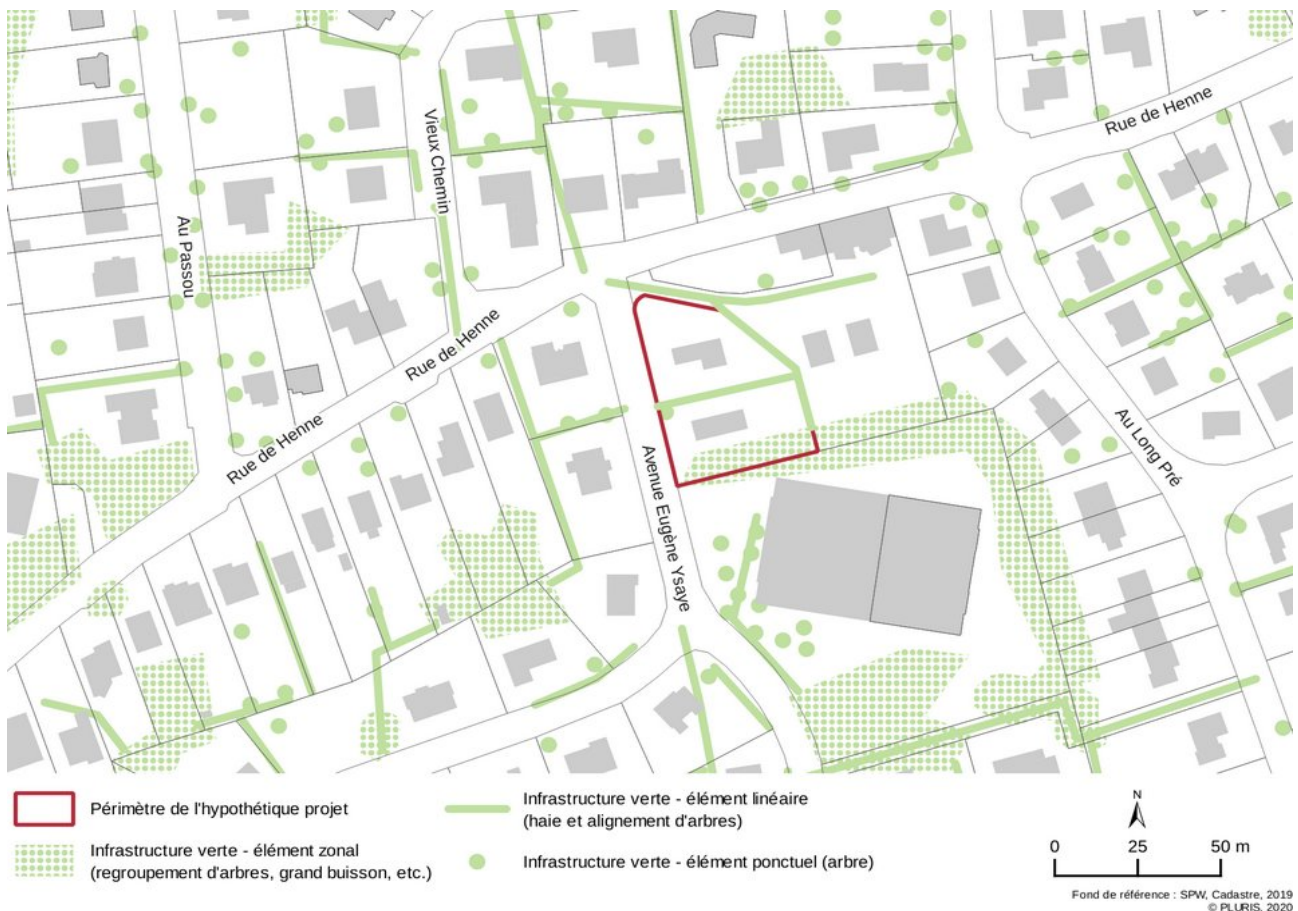 Rue de Henne
Vieux Chemin
Au Passou
Rue de Henne
Rue de Henne
Avenue Eugène Ysaye
Au Long Pré
Périmètre de l'hypothétique projet
Infrastructure verte - élément zonal
(regroupement d'arbres, grand buisson, etc.)
Infrastructure verte - élément linéaire
(haie et alignement d'arbres)
Infrastructure verte - élément ponctuel (arbre)
N
0 25 50 m
Fond de référence : SPW, Cadastre, 2019
© PLURIS, 2020